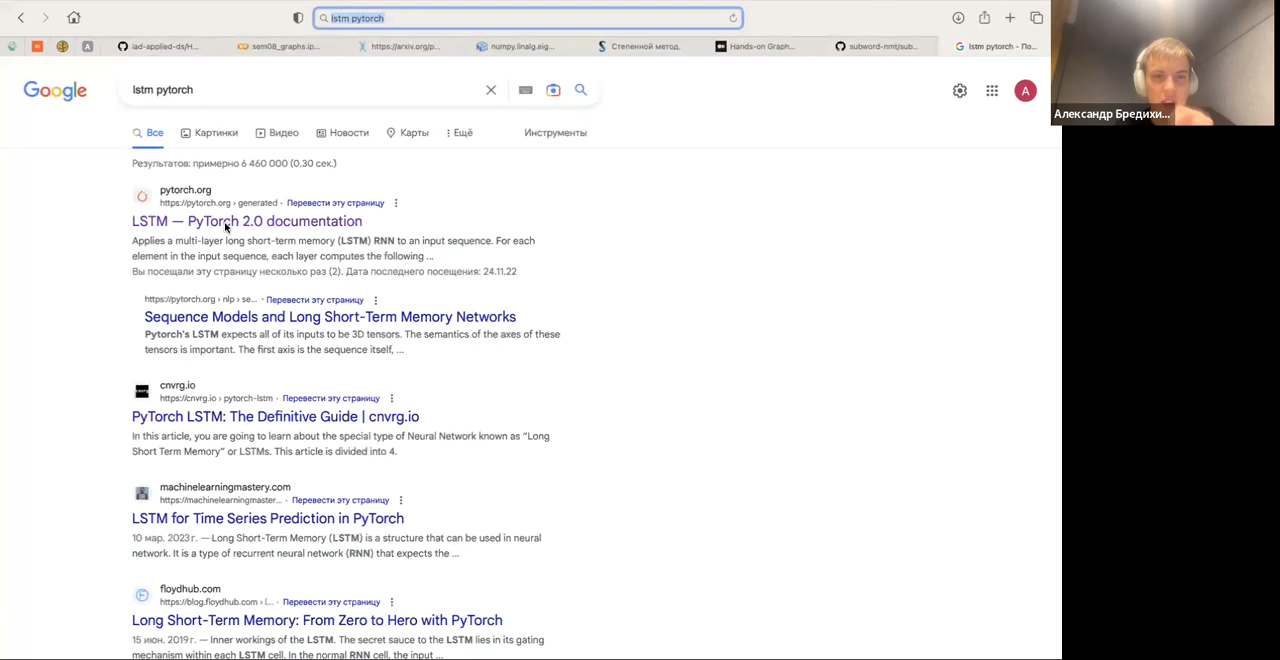 lstm pytorch
iad-applied-ds/H...
sem08_graphs.ip...
https://arxiv.org/p...
numpy.linalg.eig...
Степенной метод.
Hands-on Graph...
subword-nmt/sub...
lstm pytorch - По...
Александр Бредихи...
Google
lstm pytorch
A
Все
Картинки
Видео
Новости
Карты
Ещё
Инструменты
Результатов: примерно 6 460 000 (0,30 сек.)
pytorch.org
https://pytorch.org › generated · Перевести эту страницу
LSTM — PyTorch 2.0 documentation
Applies a multi-layer long short-term memory (LSTM) RNN to an input sequence. For each
element in the input sequence, each layer computes the following ...
Вы посещали эту страницу несколько раз (2). Дата последнего посещения: 24.11.22
https://pytorch.org › nlp › se... · Перевести эту страницу
Sequence Models and Long Short-Term Memory Networks
Pytorch's LSTM expects all of its inputs to be 3D tensors. The semantics of the axes of these
tensors is important. The first axis is the sequence itself, ...
cnvrg.io
https://cnvrg.io › pytorch-lstm · Перевести эту страницу
PyTorch LSTM: The Definitive Guide | cnvrg.io
In this article, you are going to learn about the special type of Neural Network known as “Long
Short Term Memory” or LSTMs. This article is divided into 4.
machinelearningmastery.com
https://machinelearningmaster... · Перевести эту страницу
LSTM for Time Series Prediction in PyTorch
10 мар. 2023 г. — Long Short-Term Memory (LSTM) is a structure that can be used in neural
network. It is a type of recurrent neural network (RNN) that expects the ...
floydhub.com
https://blog.floydhub.com › l... · Перевести эту страницу
Long Short-Term Memory: From Zero to Hero with PyTorch
15 июн. 2019 г. — Inner workings of the LSTM. The secret sauce to the LSTM lies in its gating
mechanism within each LSTM cell. In the normal RNN cell, the input ...